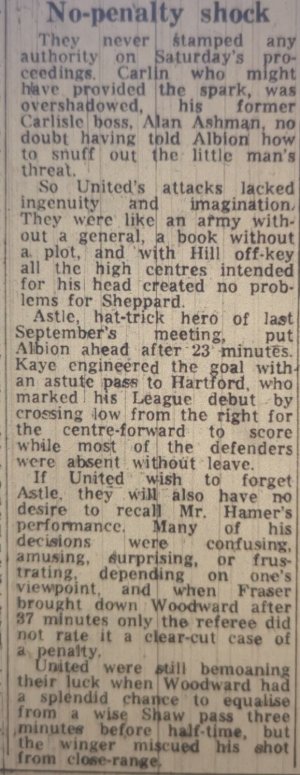 No-penalty shock
They never stamped any
authority on Saturday's pro-
ceedings. Carlin who might
have provided the spark, was
overshadowed, his former
Carlisle boss, Alan Ashman, no
doubt having told Albion how
to snuff out the little man's
threat.
So United's attacks lacked
ingenuity and imagination.
They were like an army with-
out a general, a book without
a plot, and with Hill off-key
all the high centres intended
for his head created no prob-
lems for Sheppard.
Astle, hat-trick hero of last
September's meeting, put
Albion ahead after 23 minutes.
Kaye engineered the goal with
an astute pass to Hartford, who
marked his League debut by
crossing low from the right for
the centre-forward to score
while most of the defenders
were absent without leave.
If United wish to forget
Astle, they will also have no
desire to recall Mr. Hamer's
performance. Many of his
decisions were confusing,
amusing, surprising, or frus-
trating, depending on one's
viewpoint, and when Fraser
brought down Woodward after
37 minutes only the referee did
not rate it a clear-cut case of
a penalty.
United were still bemoaning
their luck when Woodward had
a splendid chance to equalise
from a wise Shaw pass three
minutes before half-time, but
the winger miscued his shot
from close-range.